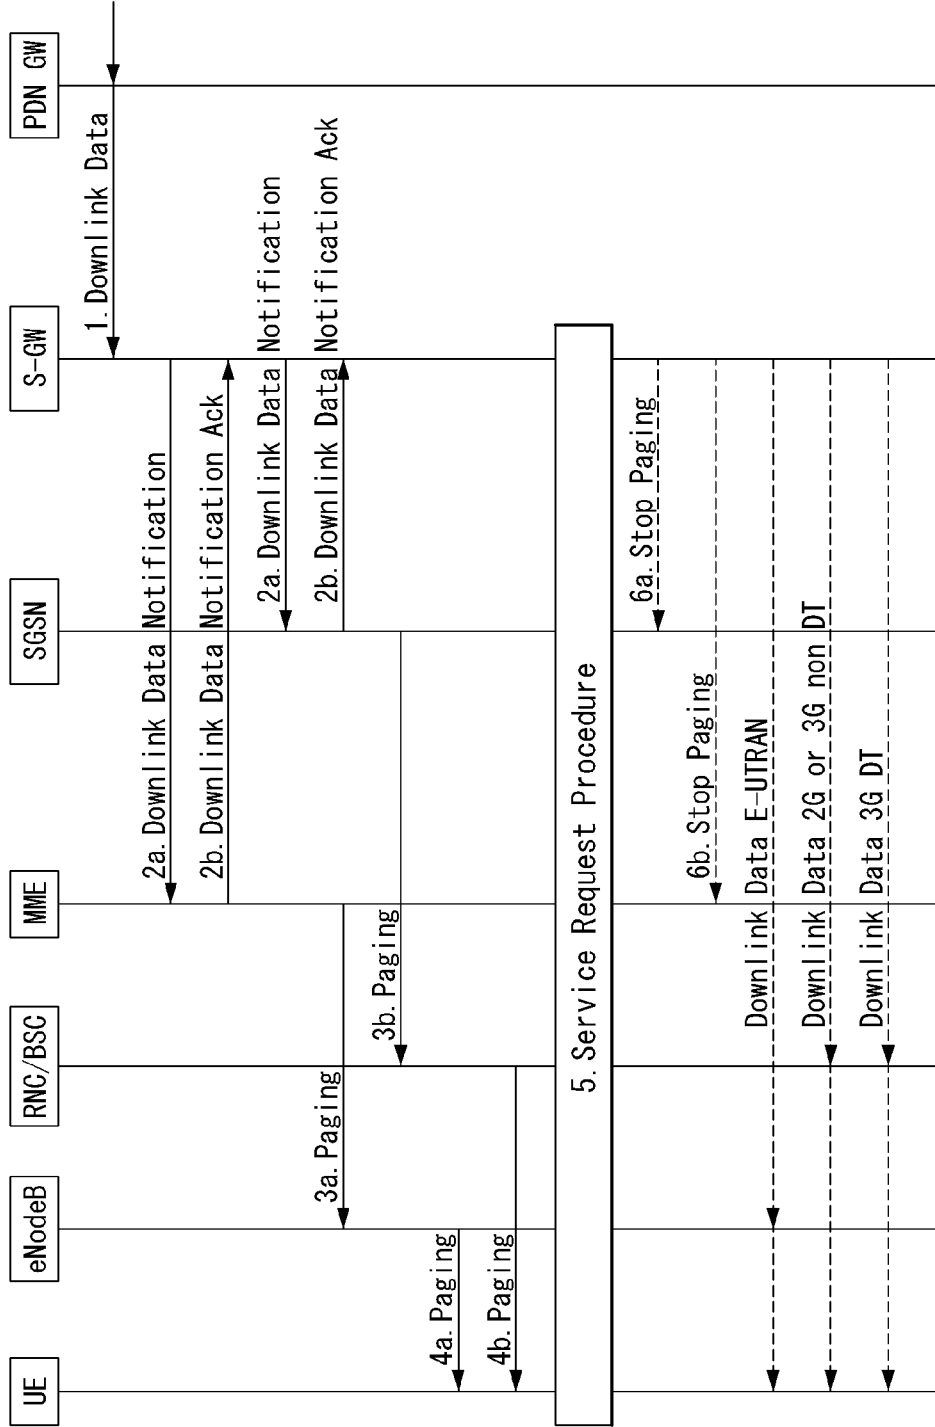 UE
eNodeB
RNC/BSC
MME
SGSN
S-GW
PDN GW
1. Downlink Data
2a. Downlink Data Notification
2b. Downlink Data Notification Ack
2a. Downlink Data Notification
2b. Downlink Data Notification Ack
3a. Paging
3b. Paging
4a. Paging
4b. Paging
5. Service Request Procedure
6a. Stop Paging
6b. Stop Paging
Downlink Data E-UTRAN
Downlink Data 2G or 3G non DT
Downlink Data 3G DT